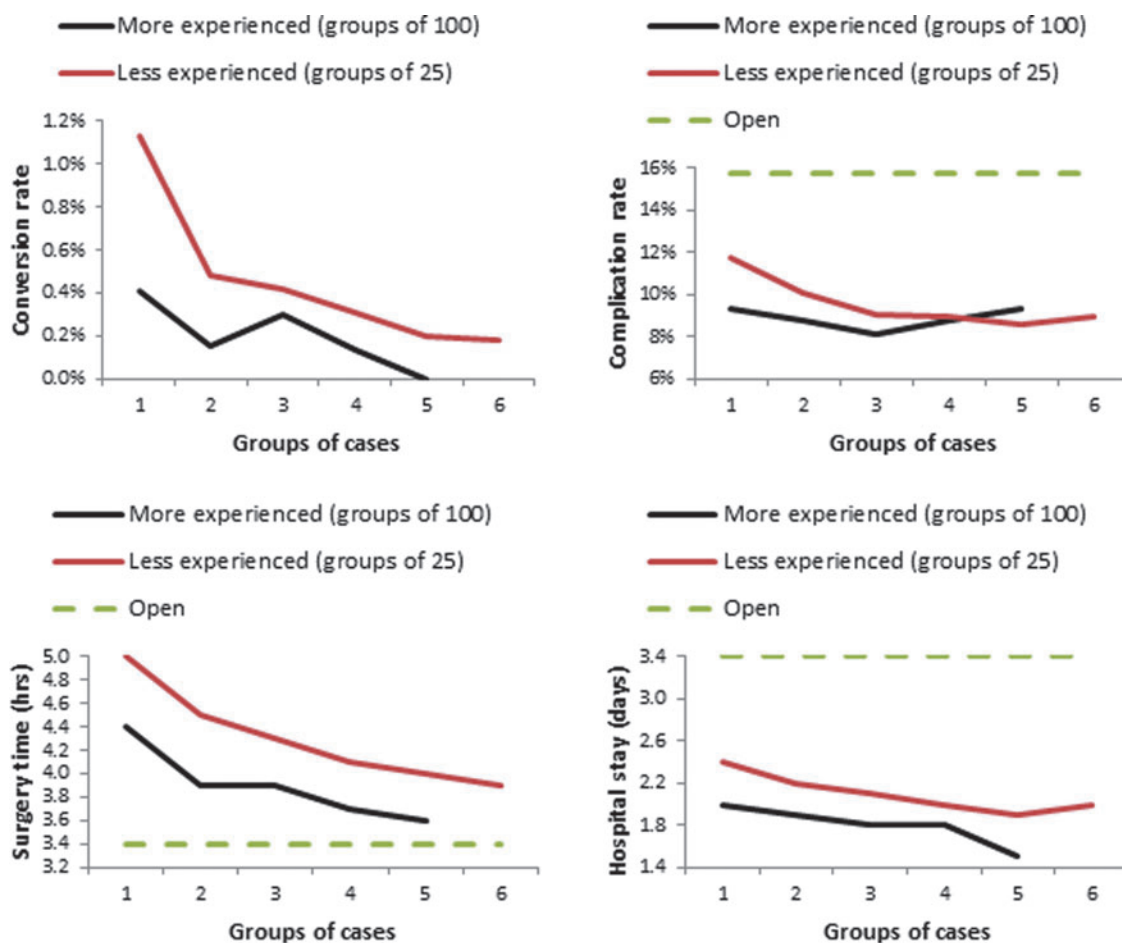 More experienced (groups of 100)
Less experienced (groups of 25)
Conversion rate
1.2%
1.0%
0.8%
0.6%
0.4%
0.2%
0.0%
1 2 3 4 5 6
Groups of cases
More experienced (groups of 100)
Less experienced (groups of 25)
Open
Complication rate
16%
14%
12%
10%
8%
6%
1 2 3 4 5 6
Groups of cases
More experienced (groups of 100)
Less experienced (groups of 25)
Open
Surgery time (hrs)
5.0
4.8
4.6
4.4
4.2
4.0
3.8
3.6
3.4
3.2
1 2 3 4 5 6
Groups of cases
More experienced (groups of 100)
Less experienced (groups of 25)
Open
Hospital stay (days)
3.4
3.0
2.6
2.2
1.8
1.4
1 2 3 4 5 6
Groups of cases